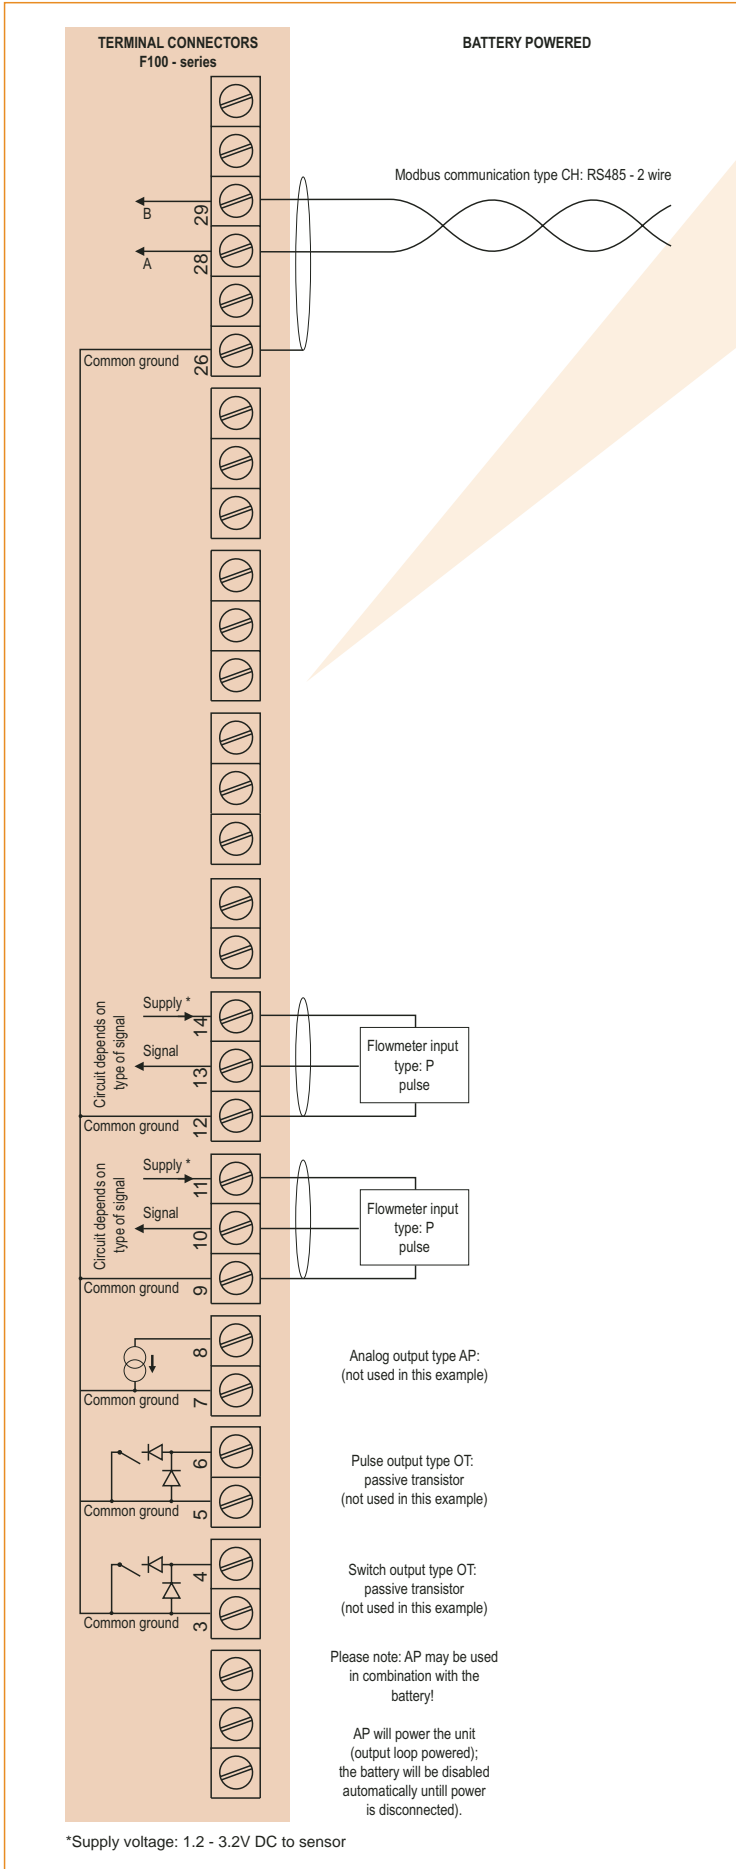 TERMINAL CONNECTORS
F100 - series
BATTERY POWERED
Modbus communication type CH: RS485 - 2 wire
B
29
A
28
Common ground
26
Circuit depends on
type of signal
Supply *
14
Signal
13
Common ground
12
Flowmeter input
type: P
pulse
Circuit depends on
type of signal
Supply *
11
Signal
10
Common ground
9
Flowmeter input
type: P
pulse
8
Common ground
7
Analog output type AP:
(not used in this example)
6
Common ground
5
Pulse output type OT:
passive transistor
(not used in this example)
4
Common ground
3
Switch output type OT:
passive transistor
(not used in this example)
Please note: AP may be used
in combination with the
battery!
AP will power the unit
(output loop powered);
the battery will be disabled
automatically untill power
is disconnected).
*Supply voltage: 1.2 - 3.2V DC to sensor